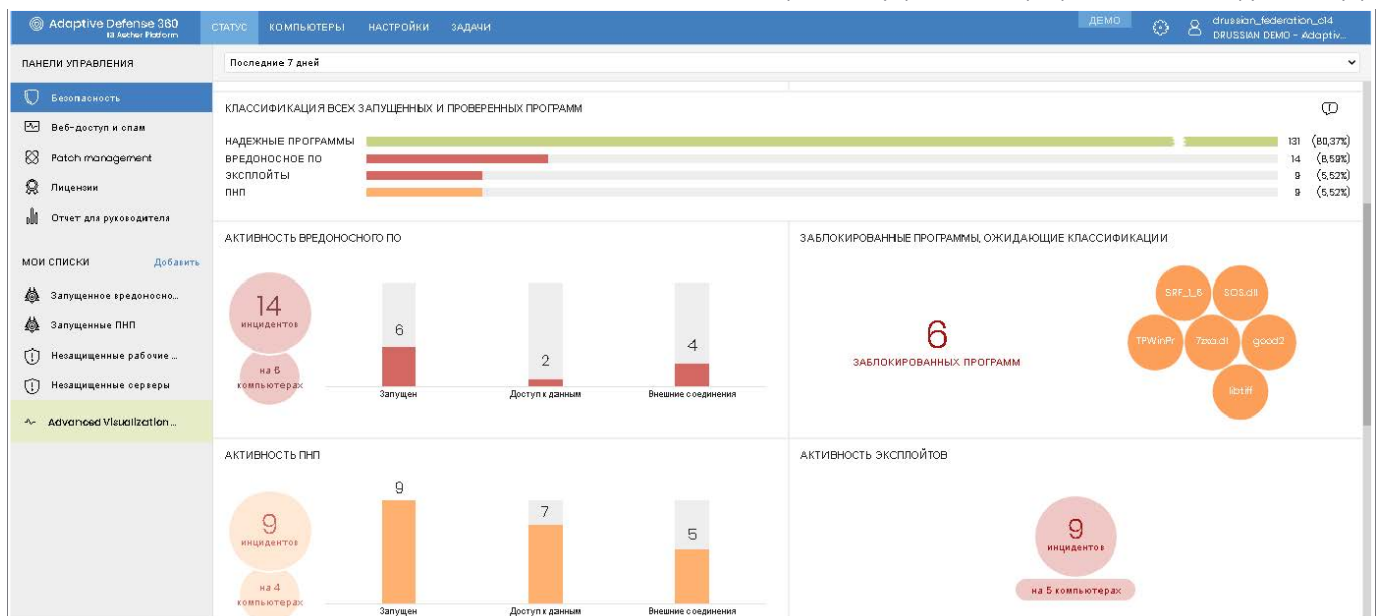 Adaptive Defense 360
СТАТУС
КОМПЬЮТЕРЫ
НАСТРОЙКИ
ЗАДАЧИ
ДЕМО
drussian_federation_c14
DRUSSIAN DEMO - Adaptiv...
ПАНЕЛИ УПРАВЛЕНИЯ
Последние 7 дней
Безопасность
Веб-доступ и спам
Patch management
Лицензии
Отчет для руководителя
МОИ СПИСКИ
Добавить
Запущенное вредоносно...
Запущенные ПНП
Незащищенные рабочие ...
Незащищенные серверы
Advanced Visualization ...
КЛАССИФИКАЦИЯ ВСЕХ ЗАПУЩЕННЫХ И ПРОВЕРЕННЫХ ПРОГРАММ
НАДЕЖНЫЕ ПРОГРАММЫ 131 (80,37%)
ВРЕДОНОСНОЕ ПО 14 (8,59%)
ЭКСПЛОЙТЫ 9 (5,52%)
ПНП 9 (5,52%)
АКТИВНОСТЬ ВРЕДОНОСНОГО ПО
14
инцидентов
на 6
компьютерах
6
2
4
Запущен
Доступ к данным
Внешние соединения
ЗАБЛОКИРОВАННЫЕ ПРОГРАММЫ, ОЖИДАЮЩИЕ КЛАССИФИКАЦИИ
6
ЗАБЛОКИРОВАННЫХ ПРОГРАММ
SRF_1_6
SOS.dll
TPWinPr
7zxa.dl
good2
libtiff
АКТИВНОСТЬ ПНП
9
инцидентов
на 4
компьютерах
9
7
5
Запущен
Доступ к данным
Внешние соединения
АКТИВНОСТЬ ЭКСПЛОЙТОВ
9
инцидентов
на 5 компьютерах